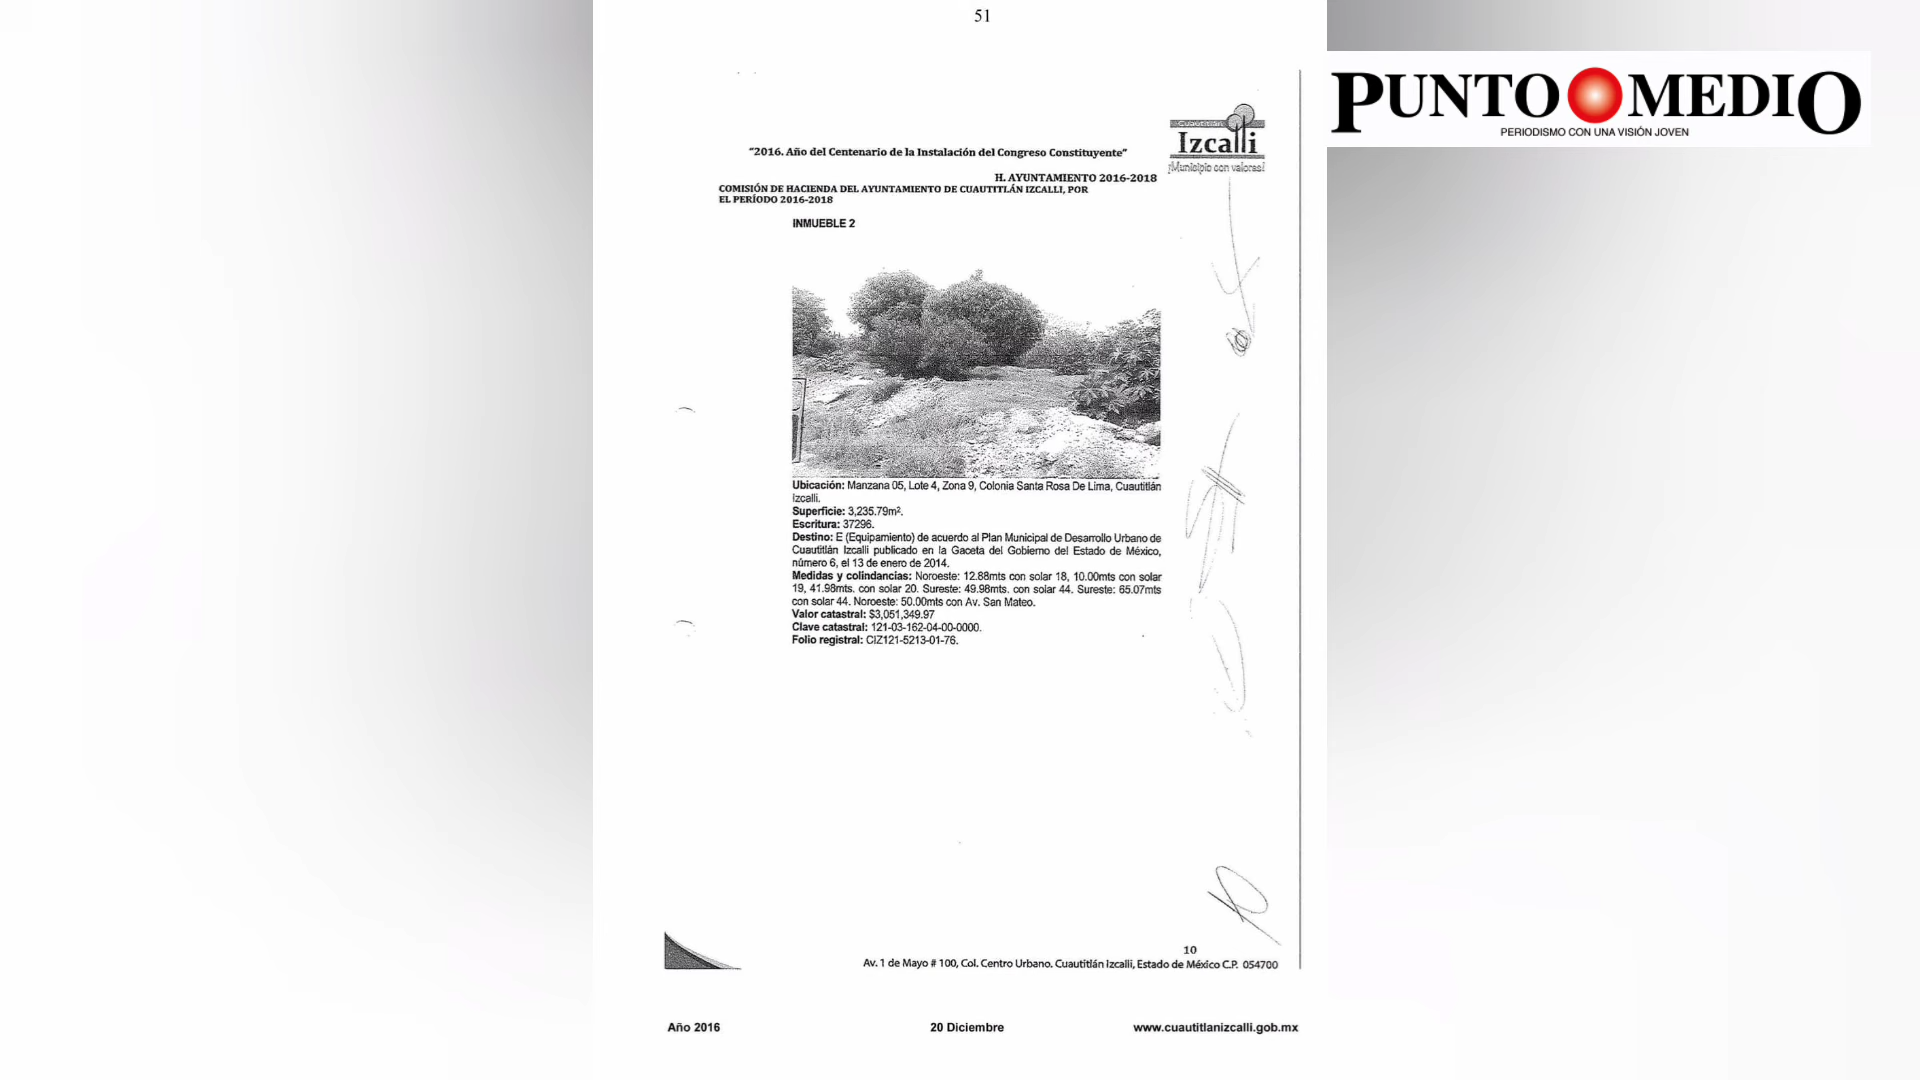 51
PUNTO MEDIO
PERIODISMO CON UNA VISIÓN JOVEN
Cuautitlán
Izcalli
¡Municipio con valores!
"2016. Año del Centenario de la Instalación del Congreso Constituyente"
H. AYUNTAMIENTO 2016-2018
COMISIÓN DE HACIENDA DEL AYUNTAMIENTO DE CUAUTITLÁN IZCALLI, POR
EL PERÍODO 2016-2018
INMUEBLE 2
Ubicación: Manzana 05, Lote 4, Zona 9, Colonia Santa Rosa De Lima, Cuautitlán
Izcalli.
Superficie: 3,235.79m².
Escritura: 37296.
Destino: E (Equipamiento) de acuerdo al Plan Municipal de Desarrollo Urbano de
Cuautitlán Izcalli publicado en la Gaceta del Gobierno del Estado de México,
número 6, el 13 de enero de 2014.
Medidas y colindancias: Noroeste: 12.88mts con solar 18, 10.00mts con solar
19, 41.98mts. con solar 20. Sureste: 49.98mts. con solar 44. Sureste: 65.07mts
con solar 44. Noroeste: 50.00mts con Av. San Mateo.
Valor catastral: $3,051,349.97
Clave catastral: 121-03-162-04-00-0000.
Folio registral: CIZ121-5213-01-76.
10
Av. 1 de Mayo # 100, Col. Centro Urbano. Cuautitlán Izcalli, Estado de México C.P. 054700
Año 2016
20 Diciembre
www.cuautitlanizcalli.gob.mx